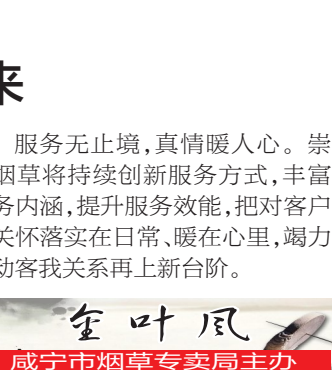 来
服务无止境,真情暖人心。崇
烟草将持续创新服务方式,丰富
务内涵,提升服务效能,把对客户
关怀落实在日常、暖在心里,竭力
动客我关系再上新台阶。
金叶风
咸宁市烟草专卖局主办